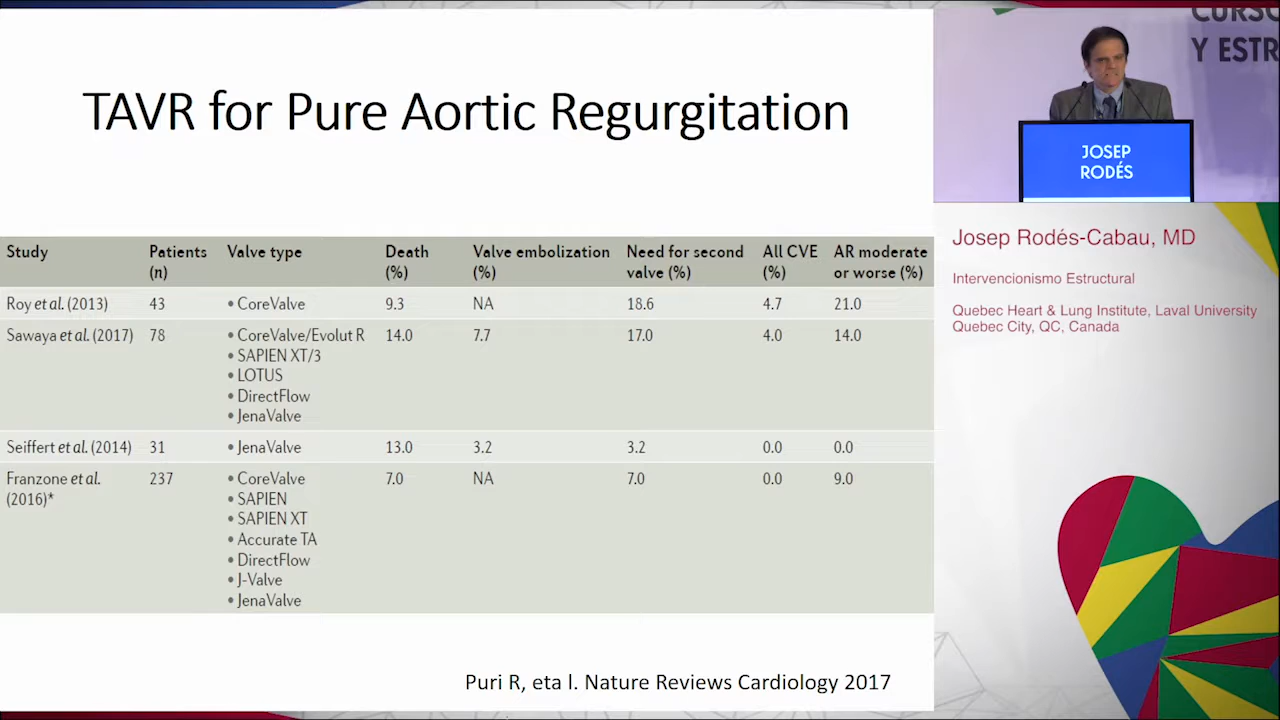 TAVR for Pure Aortic Regurgitation
Study Patients (n) Valve type Death (%) Valve embolization (%) Need for second valve (%) All CVE (%) AR moderate or worse (%)
Roy et al. (2013) 43 • CoreValve 9.3 NA 18.6 4.7 21.0
Sawaya et al. (2017) 78 • CoreValve/Evolut R 14.0 7.7 17.0 4.0 14.0
• SAPIEN XT/3
• LOTUS
• DirectFlow
• JenaValve
Seiffert et al. (2014) 31 • JenaValve 13.0 3.2 3.2 0.0 0.0
Franzone et al. (2016)* 237 • CoreValve 7.0 NA 7.0 0.0 9.0
• SAPIEN
• SAPIEN XT
• Accurate TA
• DirectFlow
• J-Valve
• JenaValve
Puri R, eta l. Nature Reviews Cardiology 2017
CURSO
Y ESTR
JOSEP
RODÉS
Josep Rodés-Cabau, MD
Intervencionismo Estructural
Quebec Heart & Lung Institute, Laval University
Quebec City, QC, Canada